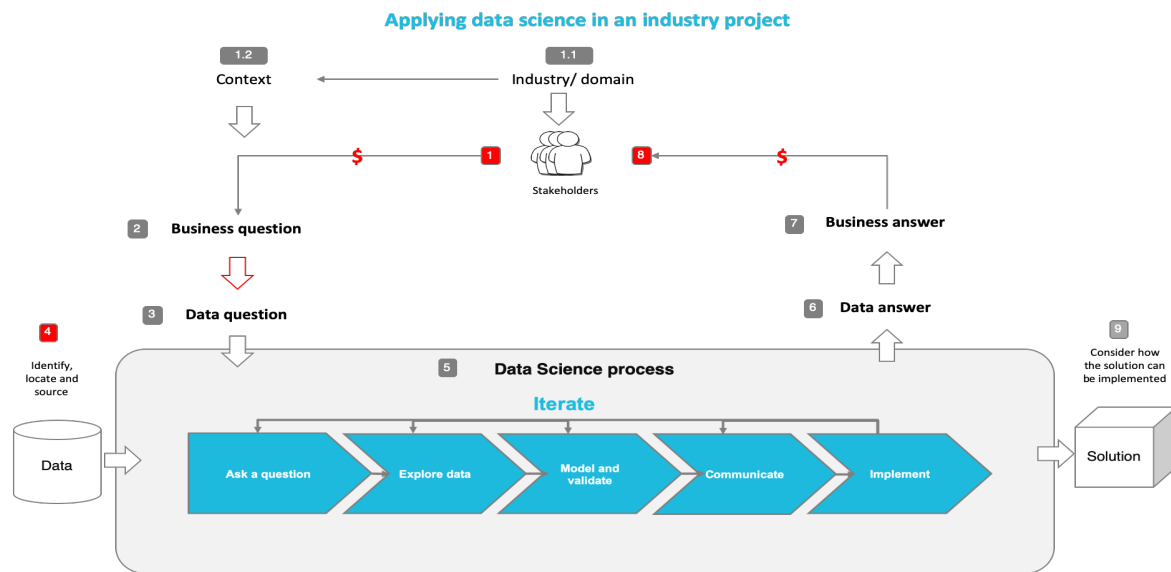 Applying data science in an industry project
1.2
1.1
Context
Industry/ domain
$
1
8
$
Stakeholders
2
Business question
7
Business answer
3
Data question
6
Data answer
4
9
Identify,
locate and
source
Consider how
the solution can
be implemented
5
Data Science process
Iterate
Data
Ask a question
Explore data
Model and
validate
Communicate
Implement
Solution